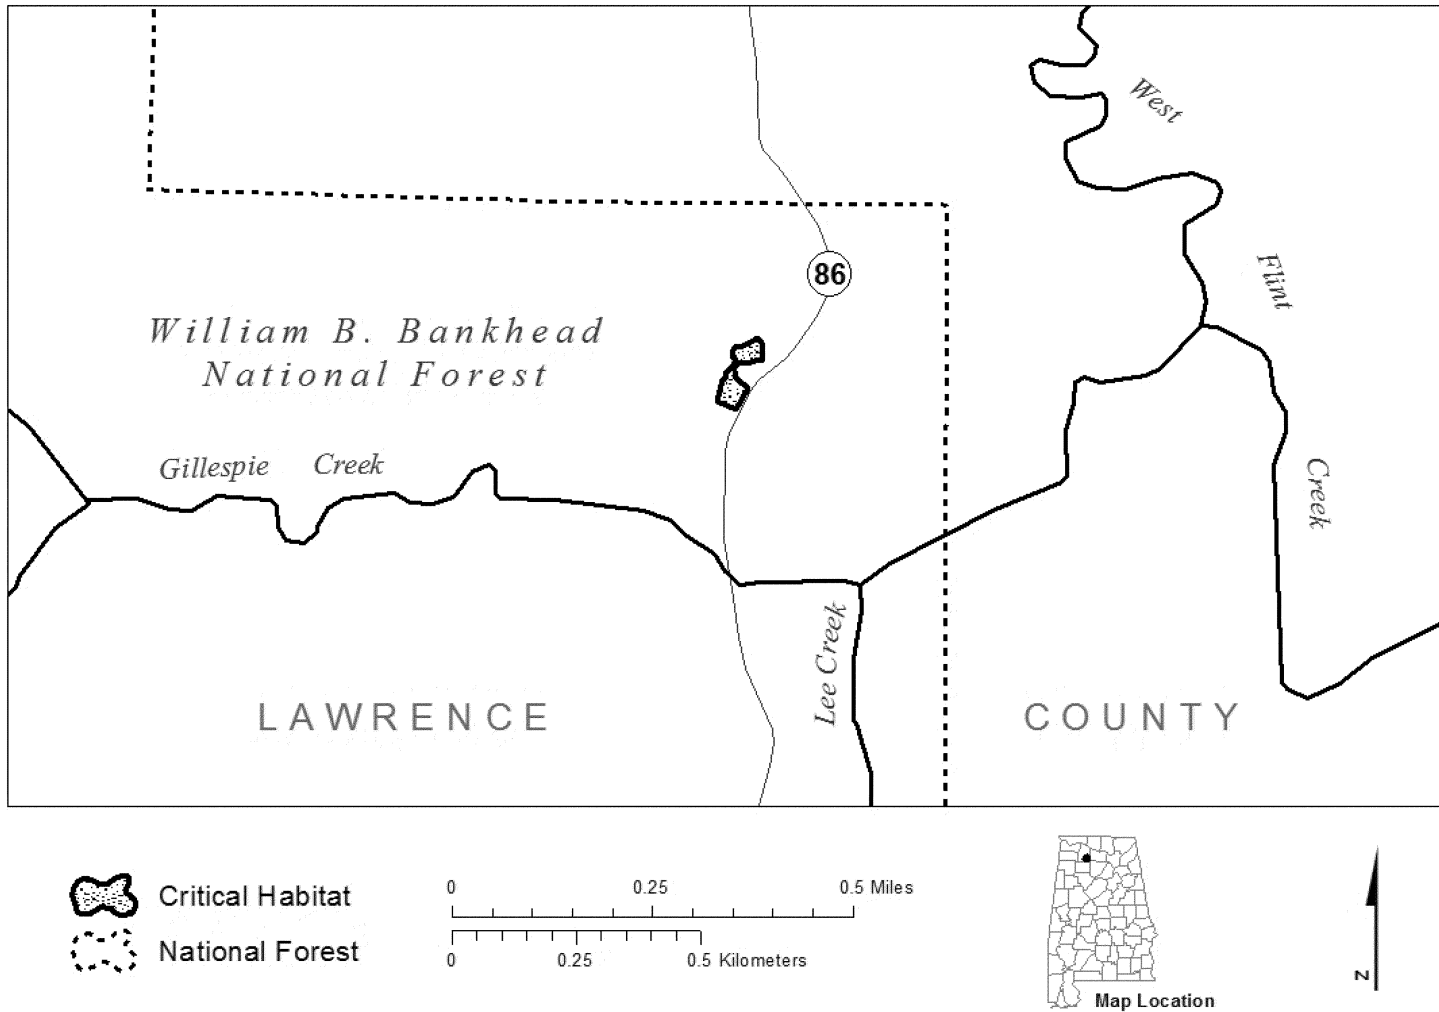 West
Flint
Creek
86
William B. Bankhead
National Forest
Gillespie Creek
Lee Creek
LAWRENCE COUNTY
Critical Habitat
National Forest
0 0.25 0.5 Miles
0 0.25 0.5 Kilometers
Map Location
N